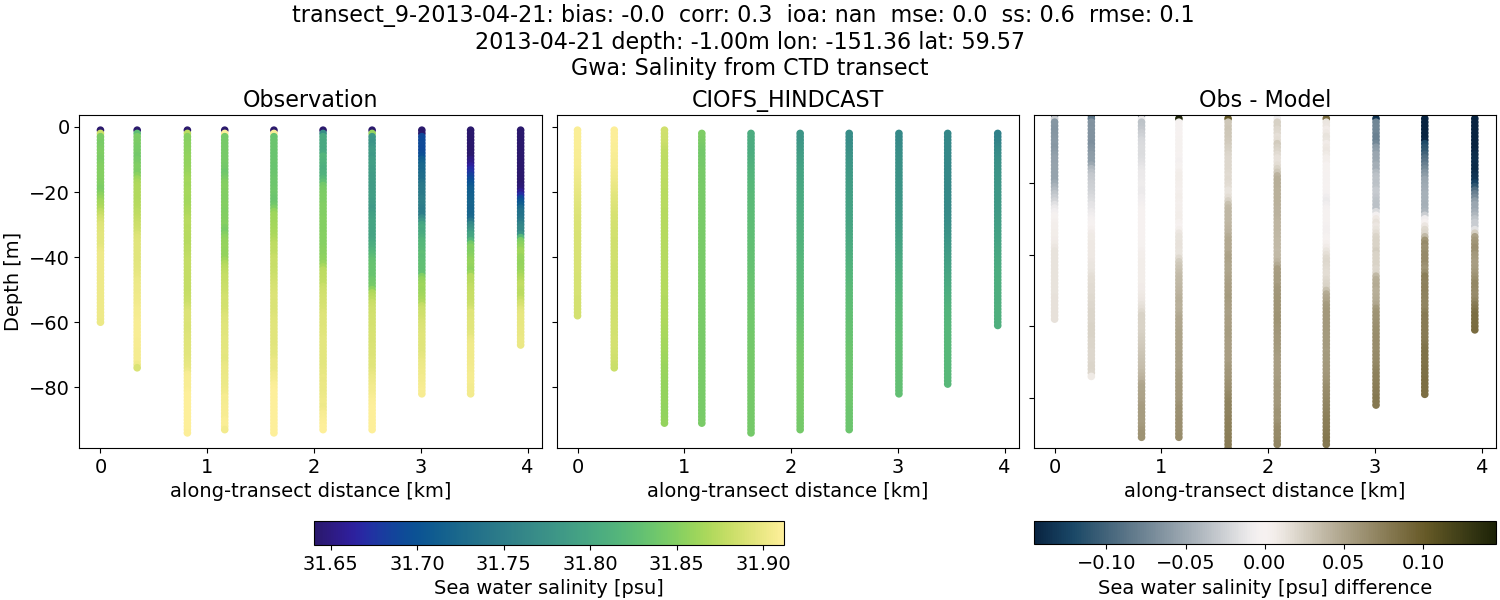 transect_9-2013-04-21: bias: -0.0  corr: 0.3  ioa: nan  mse: 0.0  ss: 0.6  rmse: 0.1
2013-04-21 depth: -1.00m lon: -151.36 lat: 59.57
Gwa: Salinity from CTD transect
Observation
CIOFS_HINDCAST
Obs - Model
Depth [m]
0
−20
−40
−60
−80
0 1 2 3 4
0 1 2 3 4
0 1 2 3 4
along-transect distance [km]
along-transect distance [km]
along-transect distance [km]
31.65 31.70 31.75 31.80 31.85 31.90
Sea water salinity [psu]
−0.10 −0.05 0.00 0.05 0.10
Sea water salinity [psu] difference